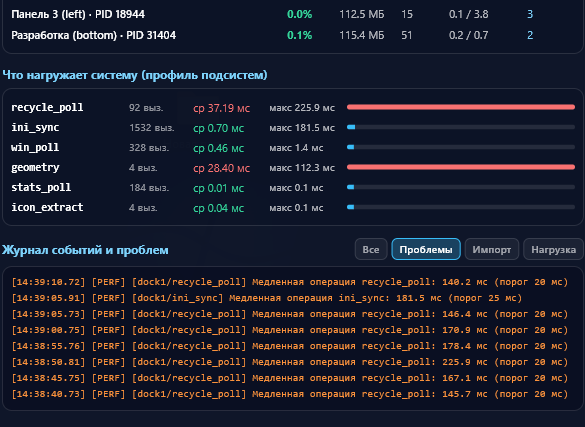 Панель 3 (left) · PID 18944 0.0% 112.5 МБ 15 0.1 / 3.8 3
Разработка (bottom) · PID 31404 0.1% 115.4 МБ 51 0.2 / 0.7 2
Что нагружает систему (профиль подсистем)
recycle_poll 92 выз. ср 37.19 мс макс 225.9 мс
ini_sync 1532 выз. ср 0.70 мс макс 181.5 мс
win_poll 328 выз. ср 0.46 мс макс 1.4 мс
geometry 4 выз. ср 28.40 мс макс 112.3 мс
stats_poll 184 выз. ср 0.01 мс макс 0.1 мс
icon_extract 4 выз. ср 0.04 мс макс 0.1 мс
Журнал событий и проблем Все Проблемы Импорт Нагрузка
[14:39:10.72] [PERF] [dock1/recycle_poll] Медленная операция recycle_poll: 140.2 мс (порог 20 мс)
[14:39:05.91] [PERF] [dock1/ini_sync] Медленная операция ini_sync: 181.5 мс (порог 25 мс)
[14:39:05.73] [PERF] [dock1/recycle_poll] Медленная операция recycle_poll: 146.4 мс (порог 20 мс)
[14:39:00.75] [PERF] [dock1/recycle_poll] Медленная операция recycle_poll: 170.9 мс (порог 20 мс)
[14:38:55.76] [PERF] [dock1/recycle_poll] Медленная операция recycle_poll: 178.4 мс (порог 20 мс)
[14:38:50.81] [PERF] [dock1/recycle_poll] Медленная операция recycle_poll: 225.9 мс (порог 20 мс)
[14:38:45.75] [PERF] [dock1/recycle_poll] Медленная операция recycle_poll: 167.1 мс (порог 20 мс)
[14:38:40.73] [PERF] [dock1/recycle_poll] Медленная операция recycle_poll: 145.7 мс (порог 20 мс)